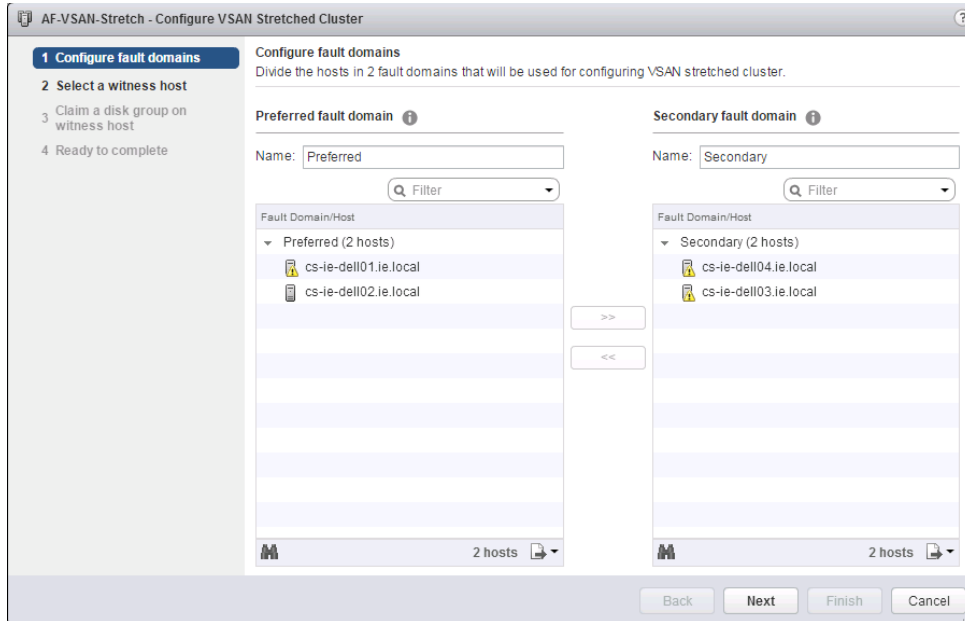 AF-VSAN-Stretch - Configure VSAN Stretched Cluster
?
1 Configure fault domains
2 Select a witness host
3 Claim a disk group on
witness host
4 Ready to complete
Configure fault domains
Divide the hosts in 2 fault domains that will be used for configuring VSAN stretched cluster.
Preferred fault domain
Name: Preferred
Filter
Fault Domain/Host
Preferred (2 hosts)
cs-ie-dell01.ie.local
cs-ie-dell02.ie.local
2 hosts
>>
<<
Secondary fault domain
Name: Secondary
Filter
Fault Domain/Host
Secondary (2 hosts)
cs-ie-dell04.ie.local
cs-ie-dell03.ie.local
2 hosts
Back
Next
Finish
Cancel